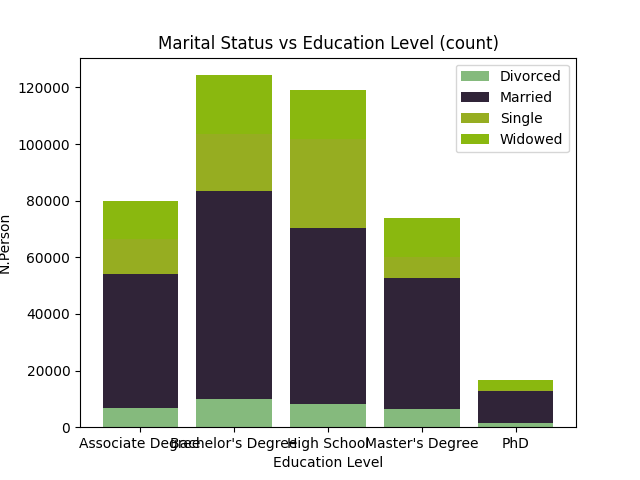 Marital Status vs Education Level (count)
Divorced
Married
Single
Widowed
120000
100000
80000
60000
40000
20000
0
N.Person
Associate Degree
Bachelor's Degree
High School
Master's Degree
PhD
Education Level